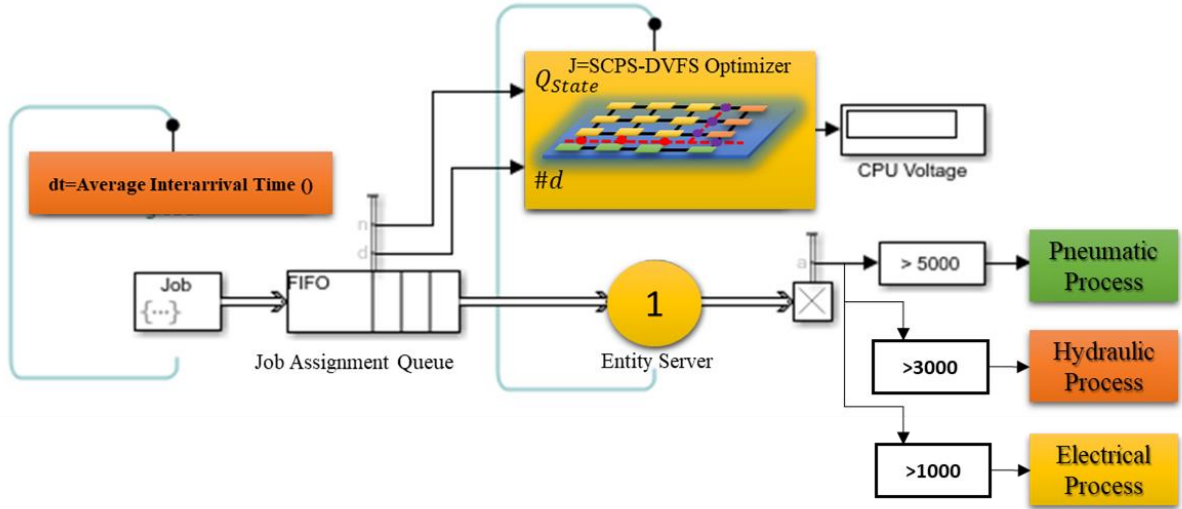 J=SCPS-DVFS Optimizer
Q_State
#d
CPU Voltage
dt=Average Interarrival Time ()
n
d
Job
{...}
FIFO
Job Assignment Queue
1
Entity Server
a
> 5000
Pneumatic
Process
>3000
Hydraulic
Process
>1000
Electrical
Process